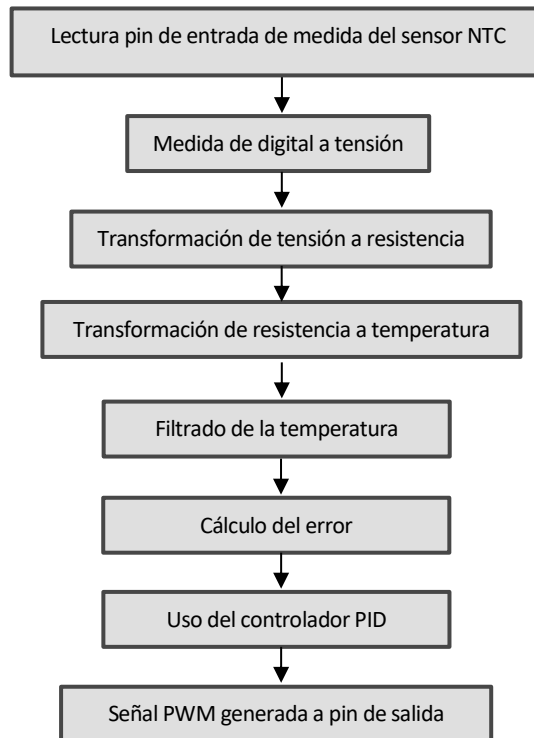 Lectura pin de entrada de medida del sensor NTC
Medida de digital a tensión
Transformación de tensión a resistencia
Transformación de resistencia a temperatura
Filtrado de la temperatura
Cálculo del error
Uso del controlador PID
Señal PWM generada a pin de salida